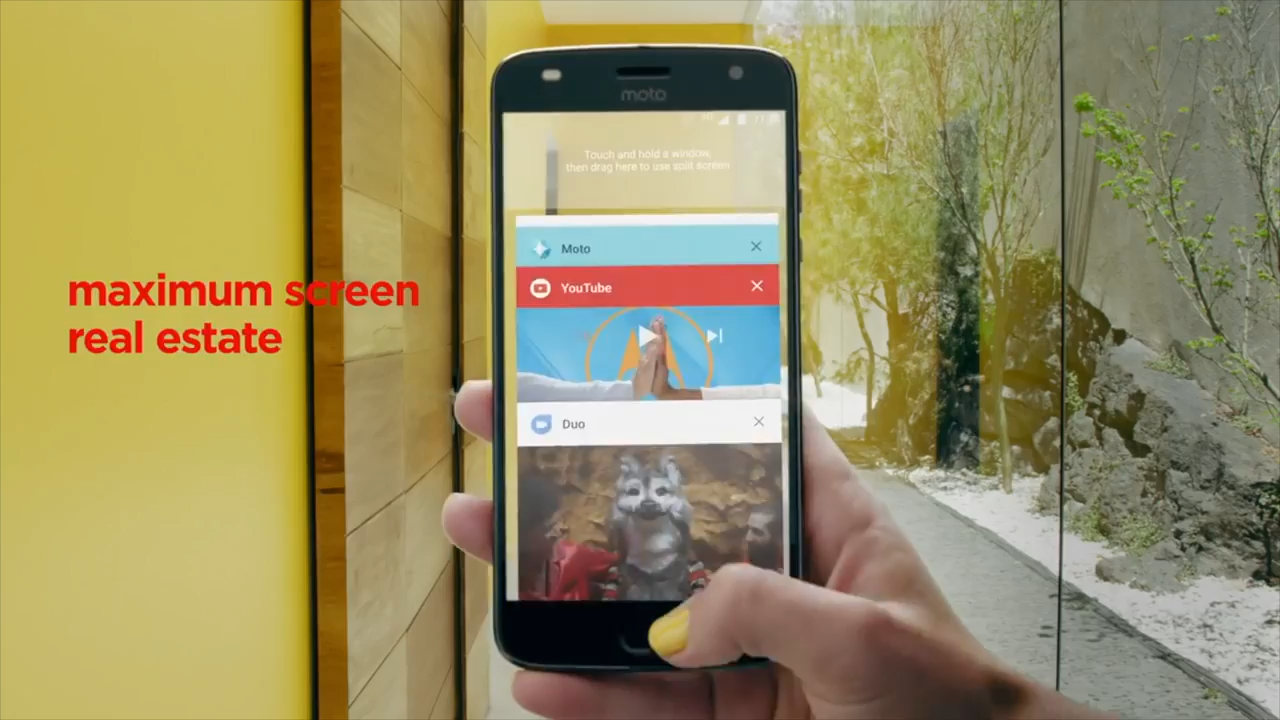 moto
Touch and hold a window,
then drag here to use split screen
Moto
YouTube
maximum screen
real estate
Duo